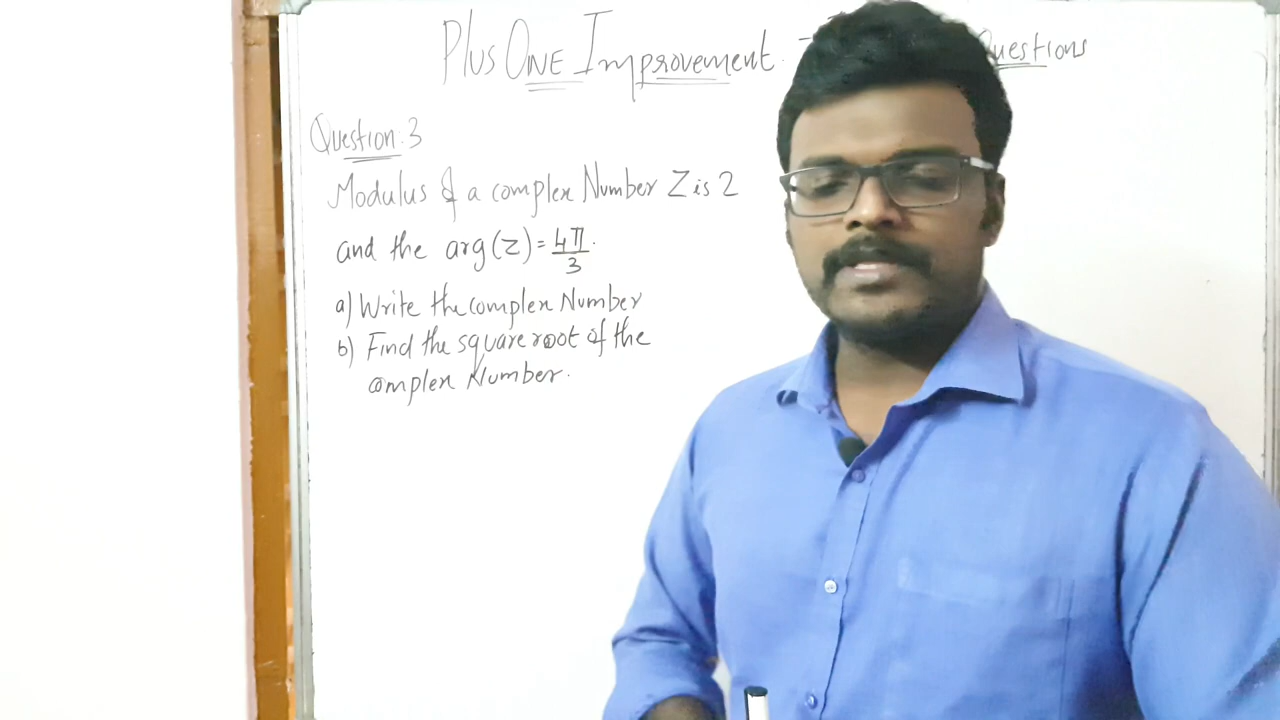 Plus ONE Improvement. Questions
Question: 3
Modulus of a complex Number Z is 2
and the arg(z) = 4π/3.
a) Write the complex Number
b) Find the square root of the
complex Number.